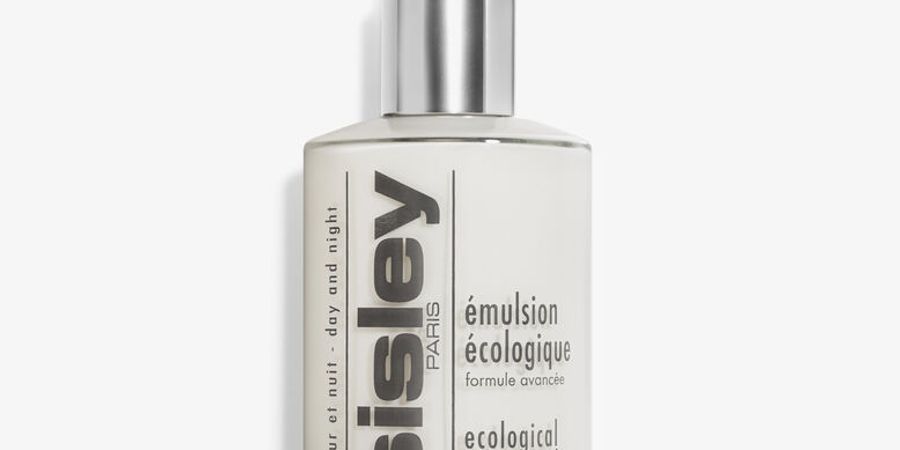 ur et nuit - day and night
sisley
PARIS
émulsion
écologique
formule avancée
ecological